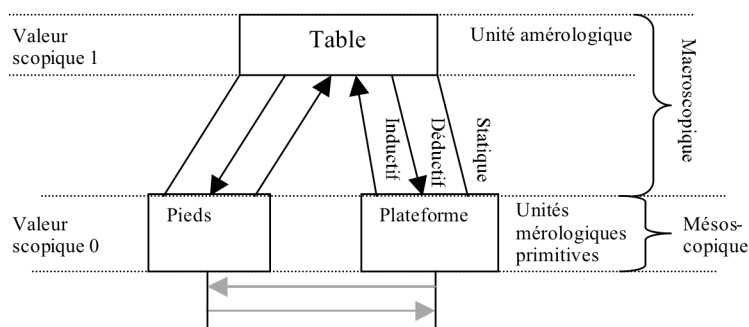 Valeur
scopique 1
Table
Unité amérologique
Macroscopique
Inductif
Déductif
Statique
Valeur
scopique 0
Pieds
Plateforme
Unités
mérologiques
primitives
Mésos-
copique